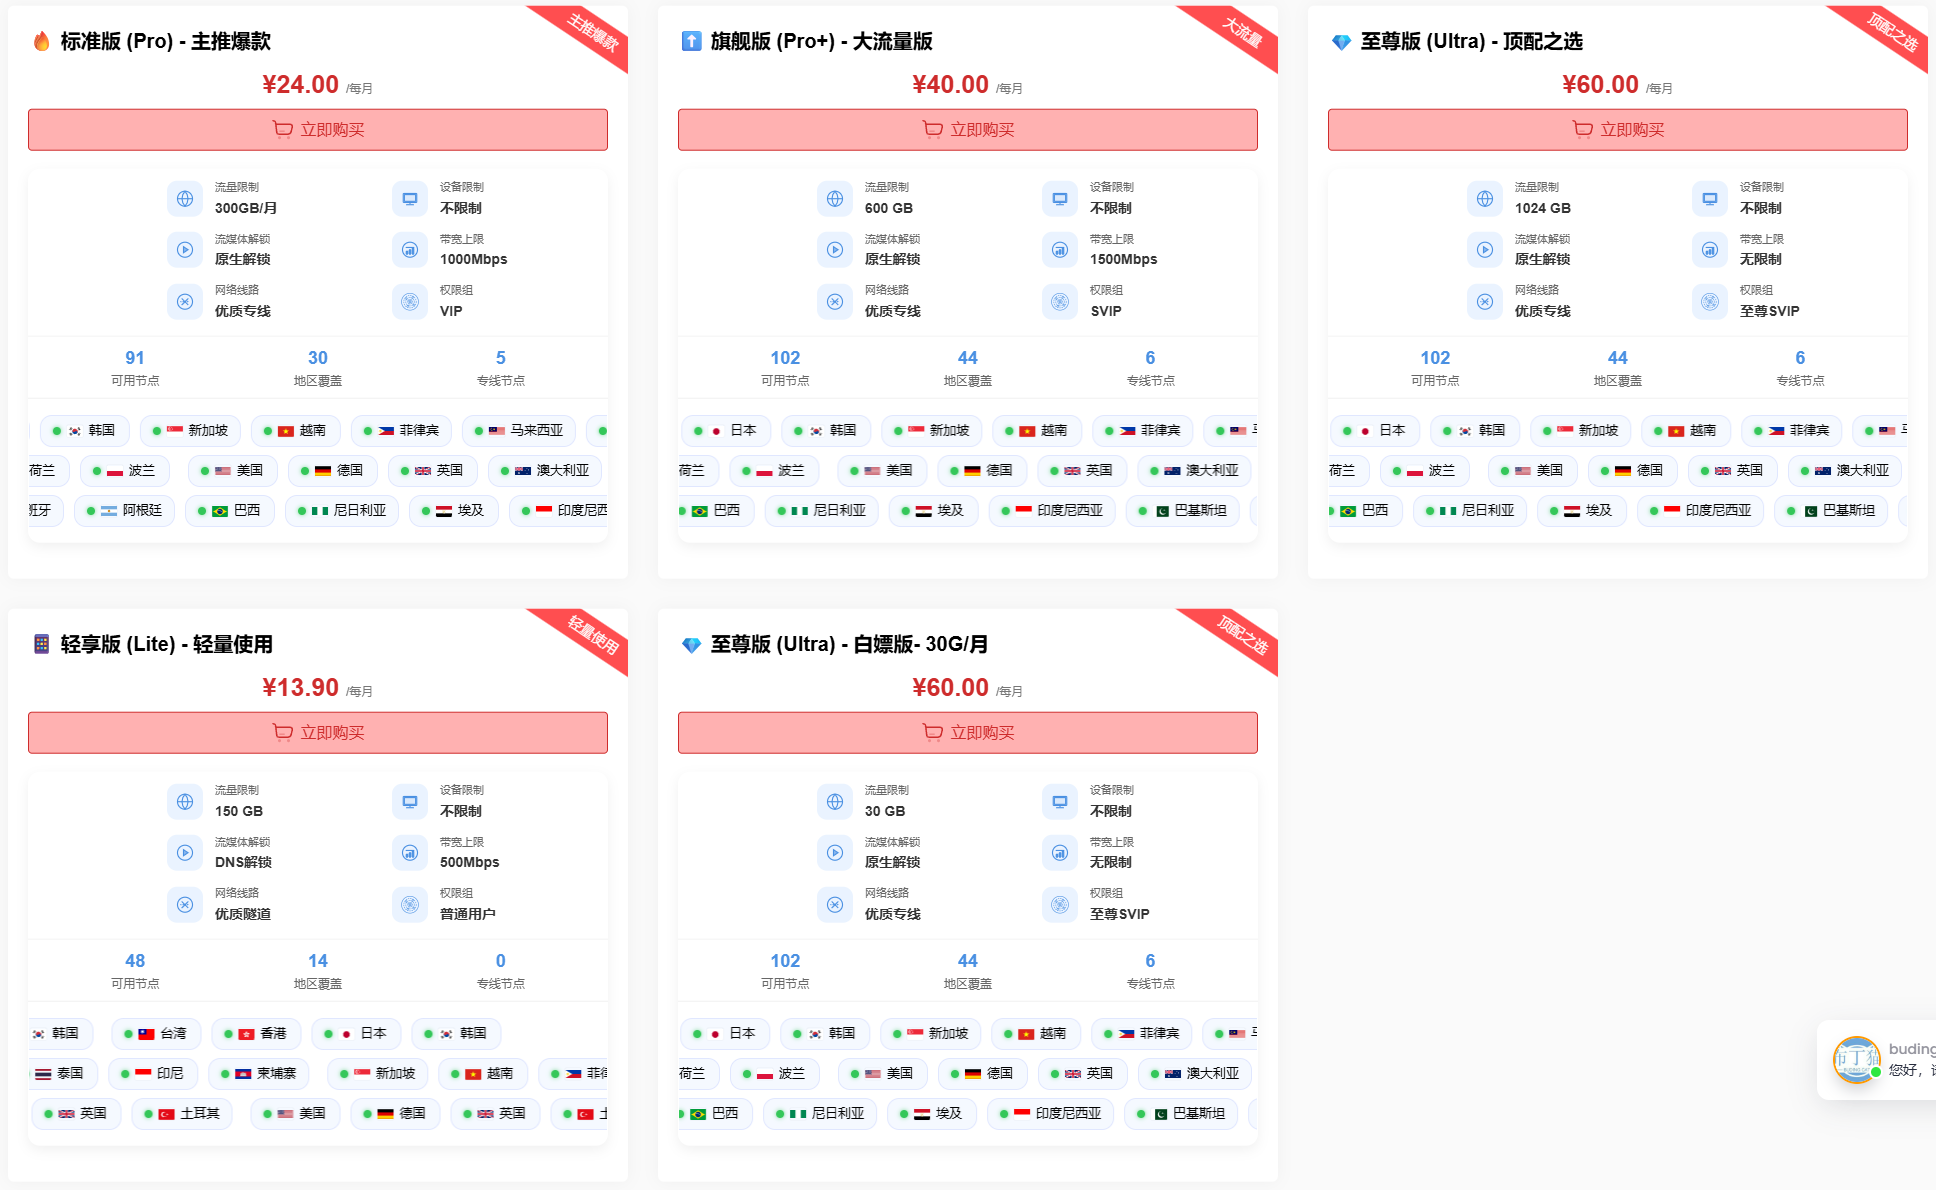 标准版 (Pro) - 主推爆款
主推爆款
¥24.00 /每月
立即购买
流量限制
300GB/月
设备限制
不限制
流媒体解锁
原生解锁
带宽上限
1000Mbps
网络线路
优质专线
权限组
VIP
91
可用节点
30
地区覆盖
5
专线节点
韩国 新加坡 越南 菲律宾 马来西亚
荷兰 波兰 美国 德国 英国 澳大利亚
班牙 阿根廷 巴西 尼日利亚 埃及 印度尼西
旗舰版 (Pro+) - 大流量版
大流量
¥40.00 /每月
立即购买
流量限制
600 GB
设备限制
不限制
流媒体解锁
原生解锁
带宽上限
1500Mbps
网络线路
优质专线
权限组
SVIP
102
可用节点
44
地区覆盖
6
专线节点
日本 韩国 新加坡 越南 菲律宾
荷兰 波兰 美国 德国 英国 澳大利亚
巴西 尼日利亚 埃及 印度尼西亚 巴基斯坦
至尊版 (Ultra) - 顶配之选
顶配之选
¥60.00 /每月
立即购买
流量限制
1024 GB
设备限制
不限制
流媒体解锁
原生解锁
带宽上限
无限制
网络线路
优质专线
权限组
至尊SVIP
102
可用节点
44
地区覆盖
6
专线节点
日本 韩国 新加坡 越南 菲律宾
荷兰 波兰 美国 德国 英国 澳大利亚
巴西 尼日利亚 埃及 印度尼西亚 巴基斯坦
轻享版 (Lite) - 轻量使用
轻量使用
¥13.90 /每月
立即购买
流量限制
150 GB
设备限制
不限制
流媒体解锁
DNS解锁
带宽上限
500Mbps
网络线路
优质隧道
权限组
普通用户
48
可用节点
14
地区覆盖
0
专线节点
韩国 台湾 香港 日本 韩国
泰国 印尼 柬埔寨 新加坡 越南 菲律
英国 土耳其 美国 德国 英国 土
至尊版 (Ultra) - 白嫖版- 30G/月
顶配之选
¥60.00 /每月
立即购买
流量限制
30 GB
设备限制
不限制
流媒体解锁
原生解锁
带宽上限
无限制
网络线路
优质专线
权限组
至尊SVIP
102
可用节点
44
地区覆盖
6
专线节点
日本 韩国 新加坡 越南 菲律宾
荷兰 波兰 美国 德国 英国 澳大利亚
巴西 尼日利亚 埃及 印度尼西亚 巴基斯坦
布丁猫
buding
您好，